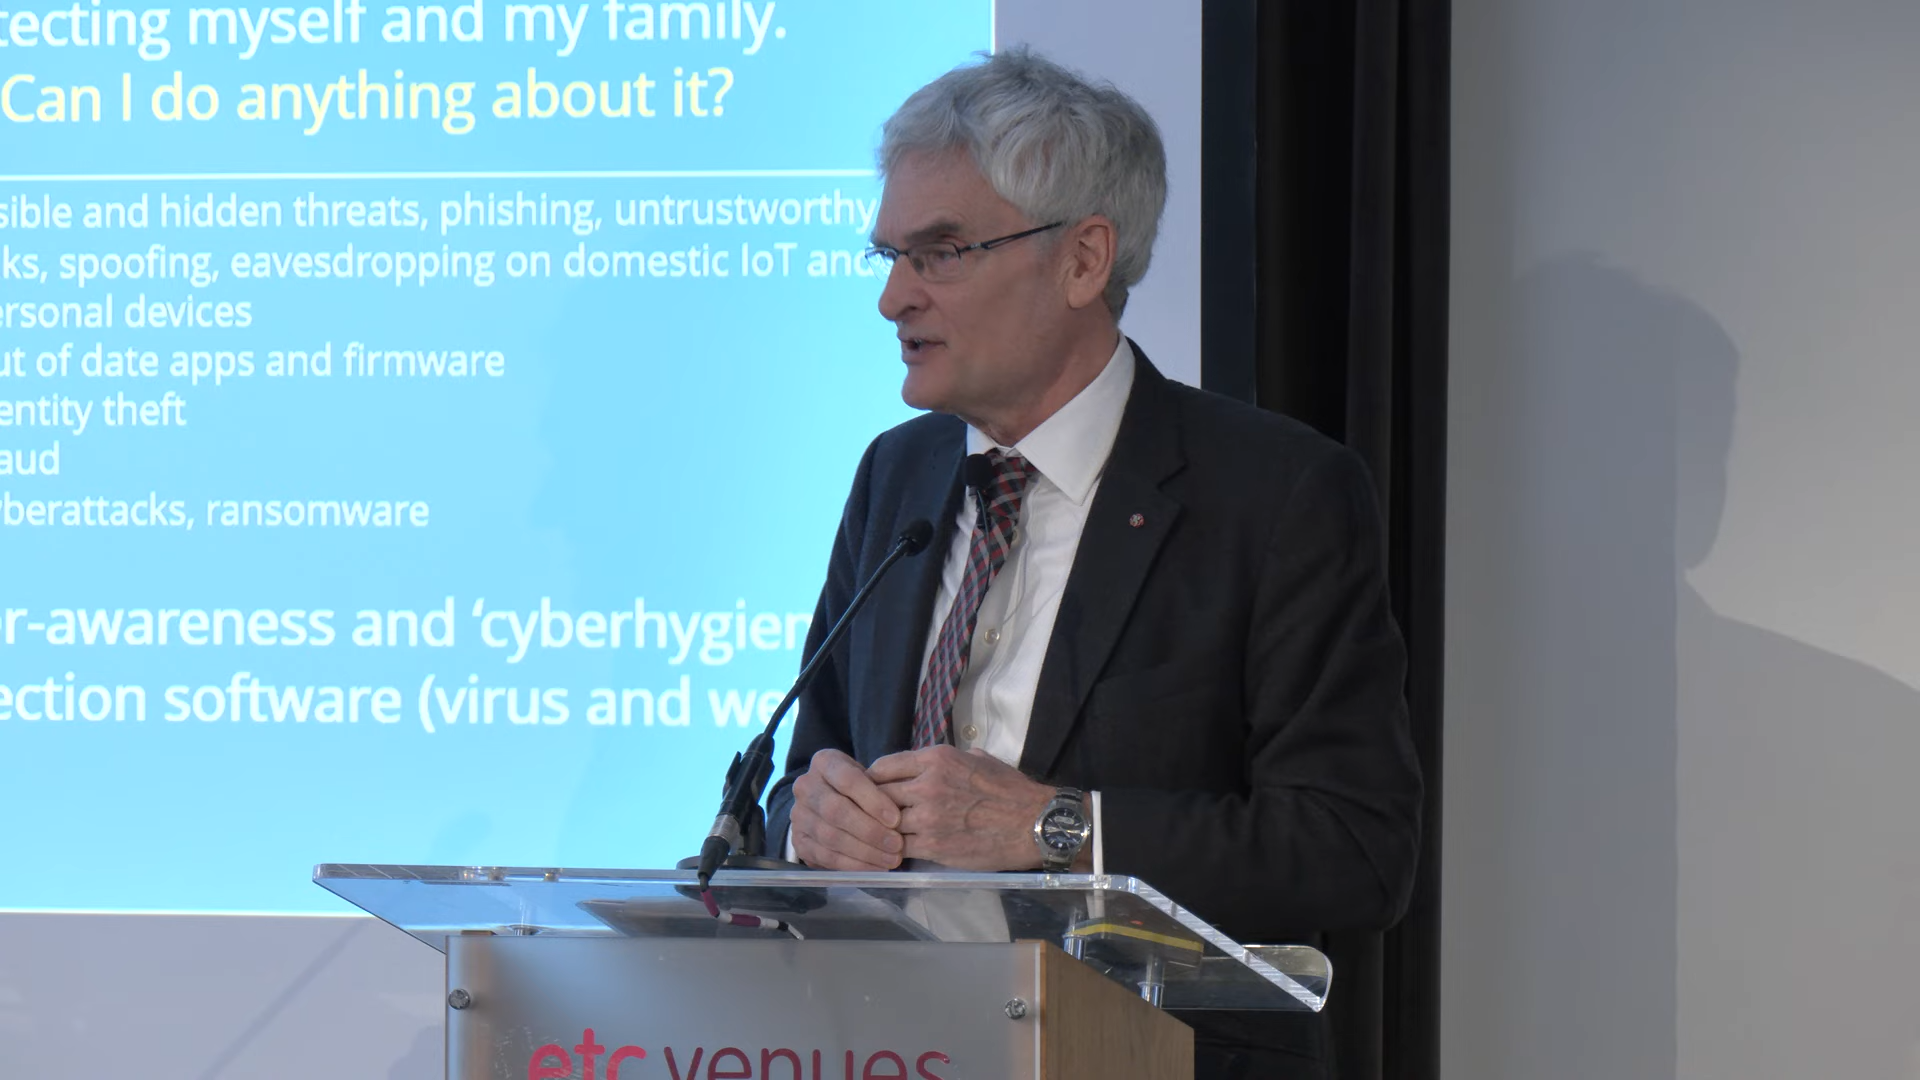 tecting myself and my family.
Can I do anything about it?
sible and hidden threats, phishing, untrustworthy
ks, spoofing, eavesdropping on domestic IoT and
ersonal devices
ut of date apps and firmware
entity theft
aud
yberattacks, ransomware
r-awareness and ‘cyberhygien
ection software (virus and we
etc venues